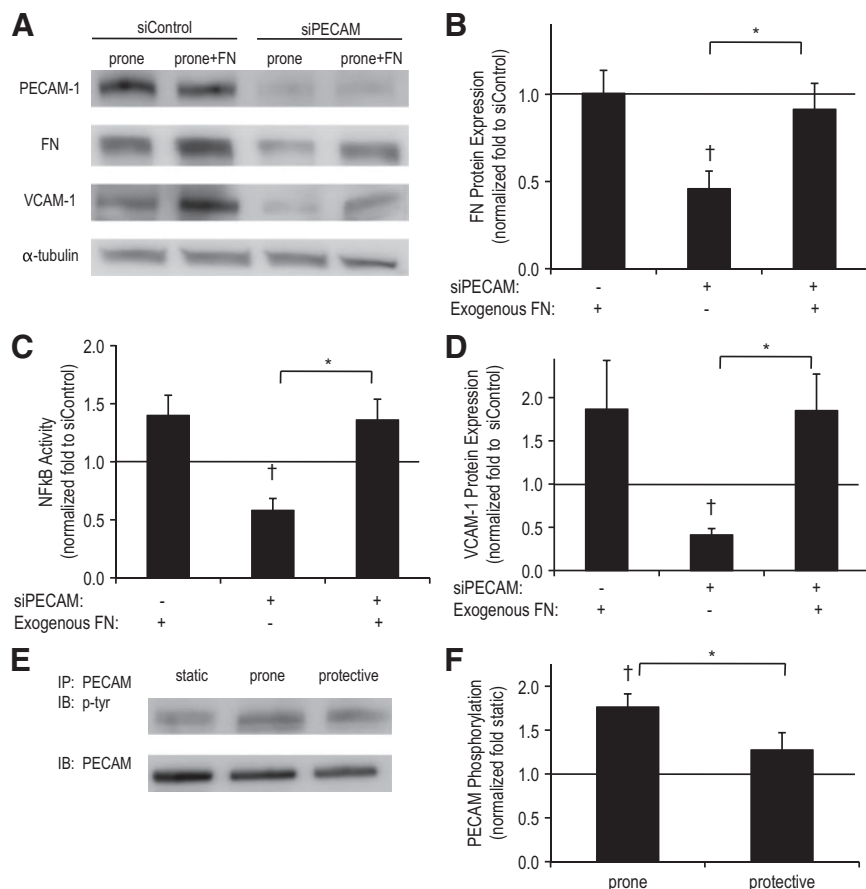 A
siControl siPECAM
prone prone+FN prone prone+FN
PECAM-1
FN
VCAM-1
α-tubulin
B
FN Protein Expression
(normalized fold to siControl)
1.0
0.5
0.0
*
†
siPECAM: - + +
Exogenous FN: + - +
C
NFkB Activity
(normalized fold to siControl)
2.0
1.5
1.0
0.5
0.0
*
†
siPECAM: - + +
Exogenous FN: + - +
D
VCAM-1 Protein Expression
(normalized fold to siControl)
2.0
1.5
1.0
0.5
0.0
*
†
siPECAM: - + +
Exogenous FN: + - +
E
IP: PECAM
IB: p-tyr
static prone protective
IB: PECAM
F
PECAM Phosphorylation
(normalized fold static)
2.0
1.5
1.0
0.5
0.0
†
*
prone protective